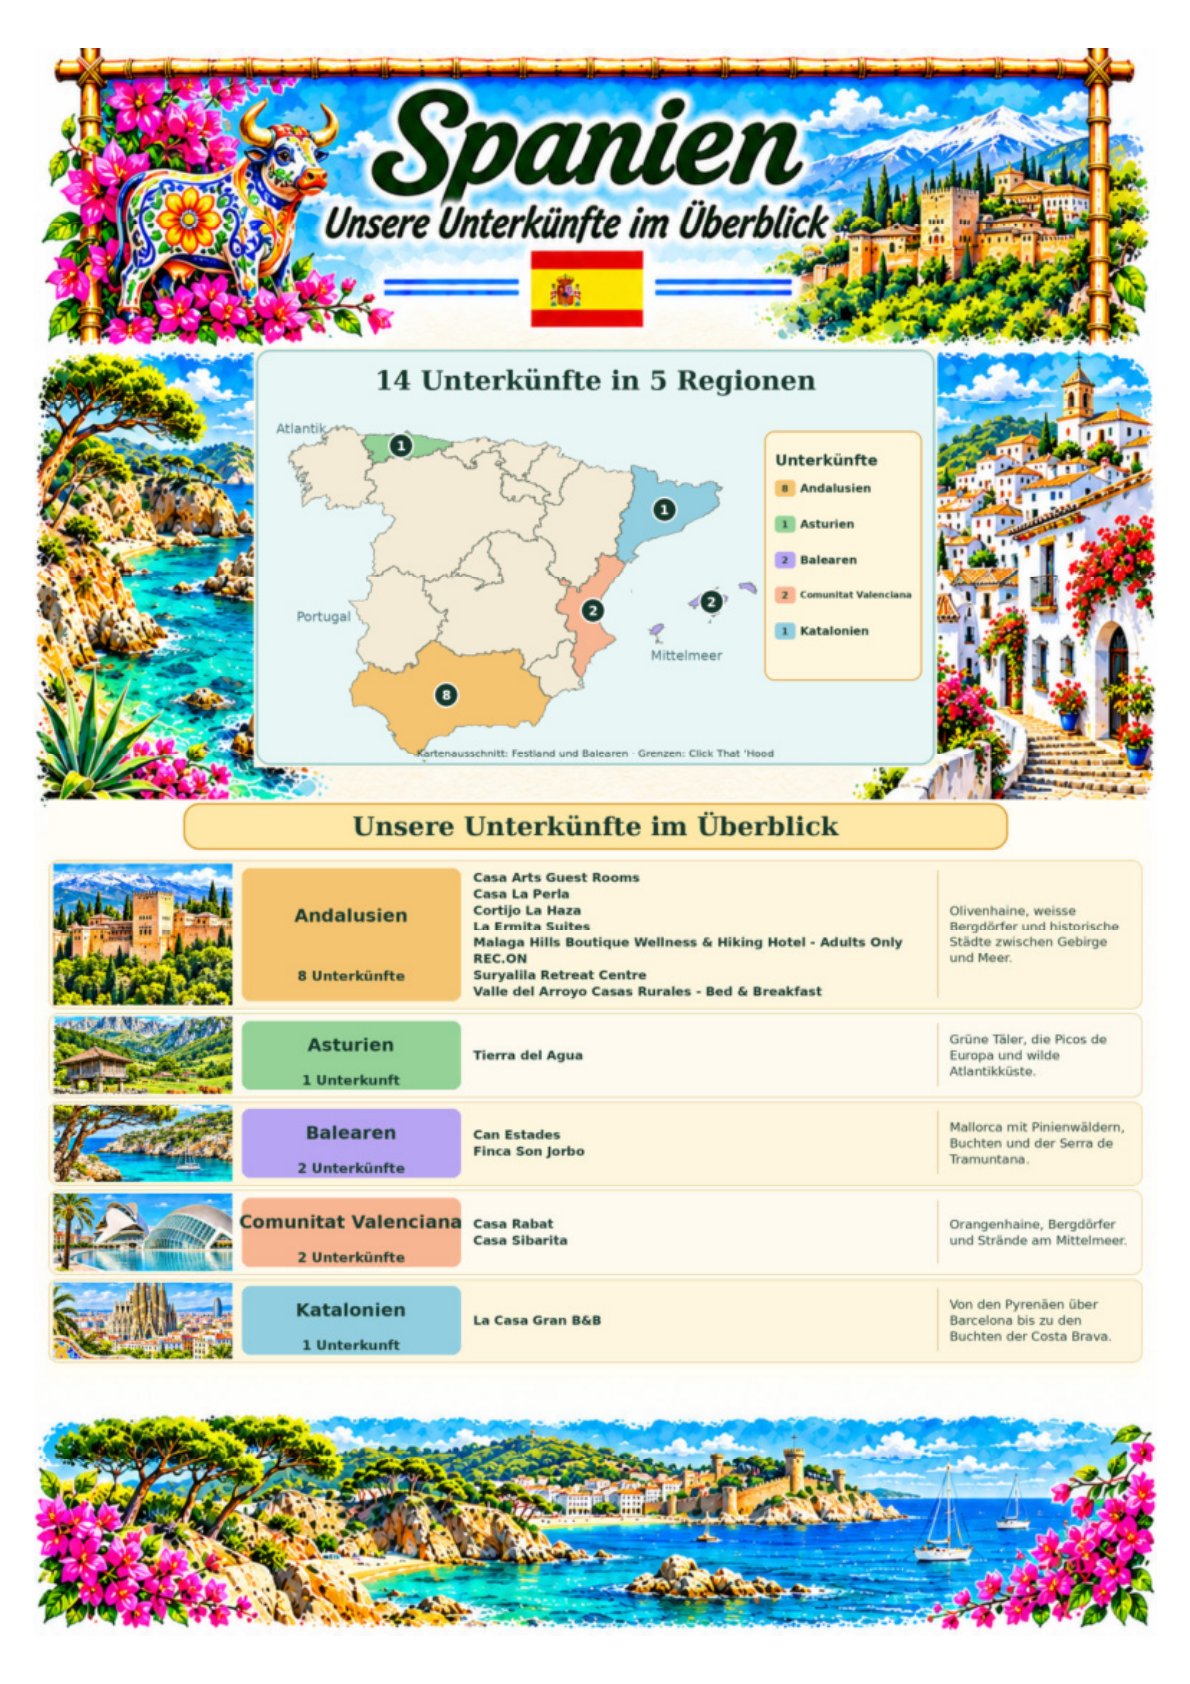 Spanien
Unsere Unterkünfte im Überblick
14 Unterkünfte in 5 Regionen
Atlantik
1
1
Portugal
2
2
Mittelmeer
8
Kartenausschnitt: Festland und Balearen · Grenzen: Click That 'Hood
Unterkünfte
8 Andalusien
1 Asturien
2 Balearen
2 Comunitat Valenciana
1 Katalonien
Unsere Unterkünfte im Überblick
Andalusien
8 Unterkünfte
Casa Arts Guest Rooms
Casa La Perla
Cortijo La Haza
La Ermita Suites
Malaga Hills Boutique Wellness & Hiking Hotel - Adults Only
REC.ON
Suryalila Retreat Centre
Valle del Arroyo Casas Rurales - Bed & Breakfast
Olivenhaine, weisse
Bergdörfer und historische
Städte zwischen Gebirge
und Meer.
Asturien
1 Unterkunft
Tierra del Agua
Grüne Täler, die Picos de
Europa und wilde
Atlantikküste.
Balearen
2 Unterkünfte
Can Estades
Finca Son Jorbo
Mallorca mit Pinienwäldern,
Buchten und der Serra de
Tramuntana.
Comunitat Valenciana
2 Unterkünfte
Casa Rabat
Casa Sibarita
Orangenhaine, Bergdörfer
und Strände am Mittelmeer.
Katalonien
1 Unterkunft
La Casa Gran B&B
Von den Pyrenäen über
Barcelona bis zu den
Buchten der Costa Brava.